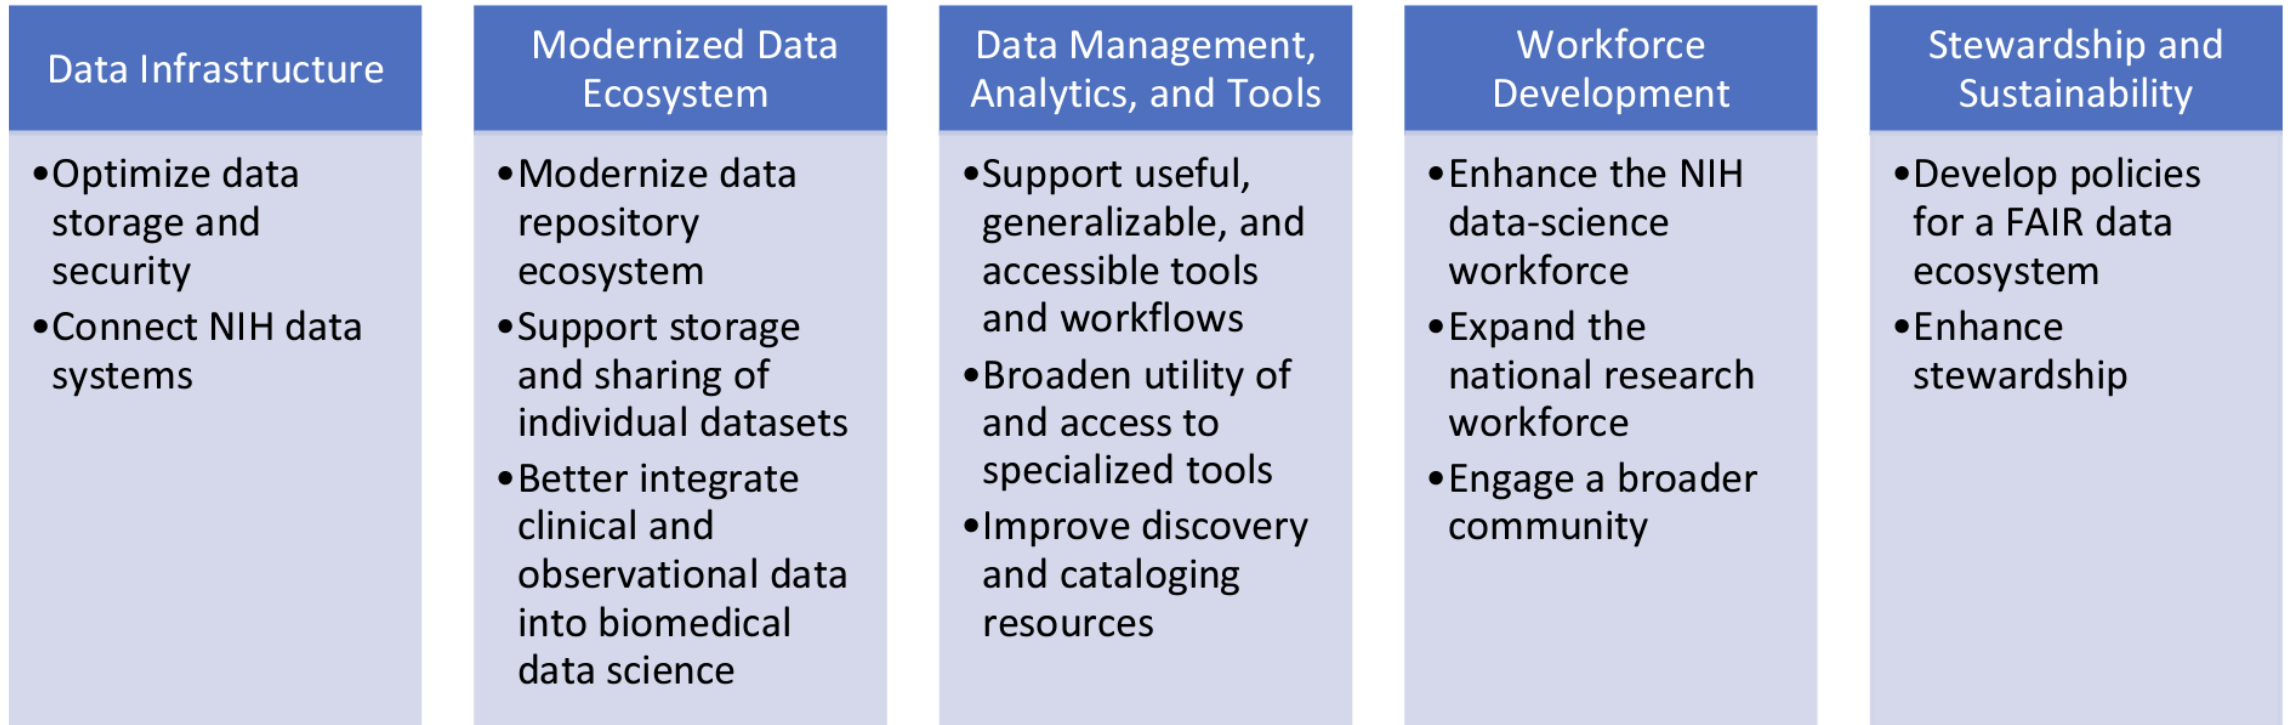 Data Infrastructure
•Optimize data
storage and
security
•Connect NIH data
systems
Modernized Data
Ecosystem
•Modernize data
repository
ecosystem
•Support storage
and sharing of
individual datasets
•Better integrate
clinical and
observational data
into biomedical
data science
Data Management,
Analytics, and Tools
•Support useful,
generalizable, and
accessible tools
and workflows
•Broaden utility of
and access to
specialized tools
•Improve discovery
and cataloging
resources
Workforce
Development
•Enhance the NIH
data-science
workforce
•Expand the
national research
workforce
•Engage a broader
community
Stewardship and
Sustainability
•Develop policies
for a FAIR data
ecosystem
•Enhance
stewardship